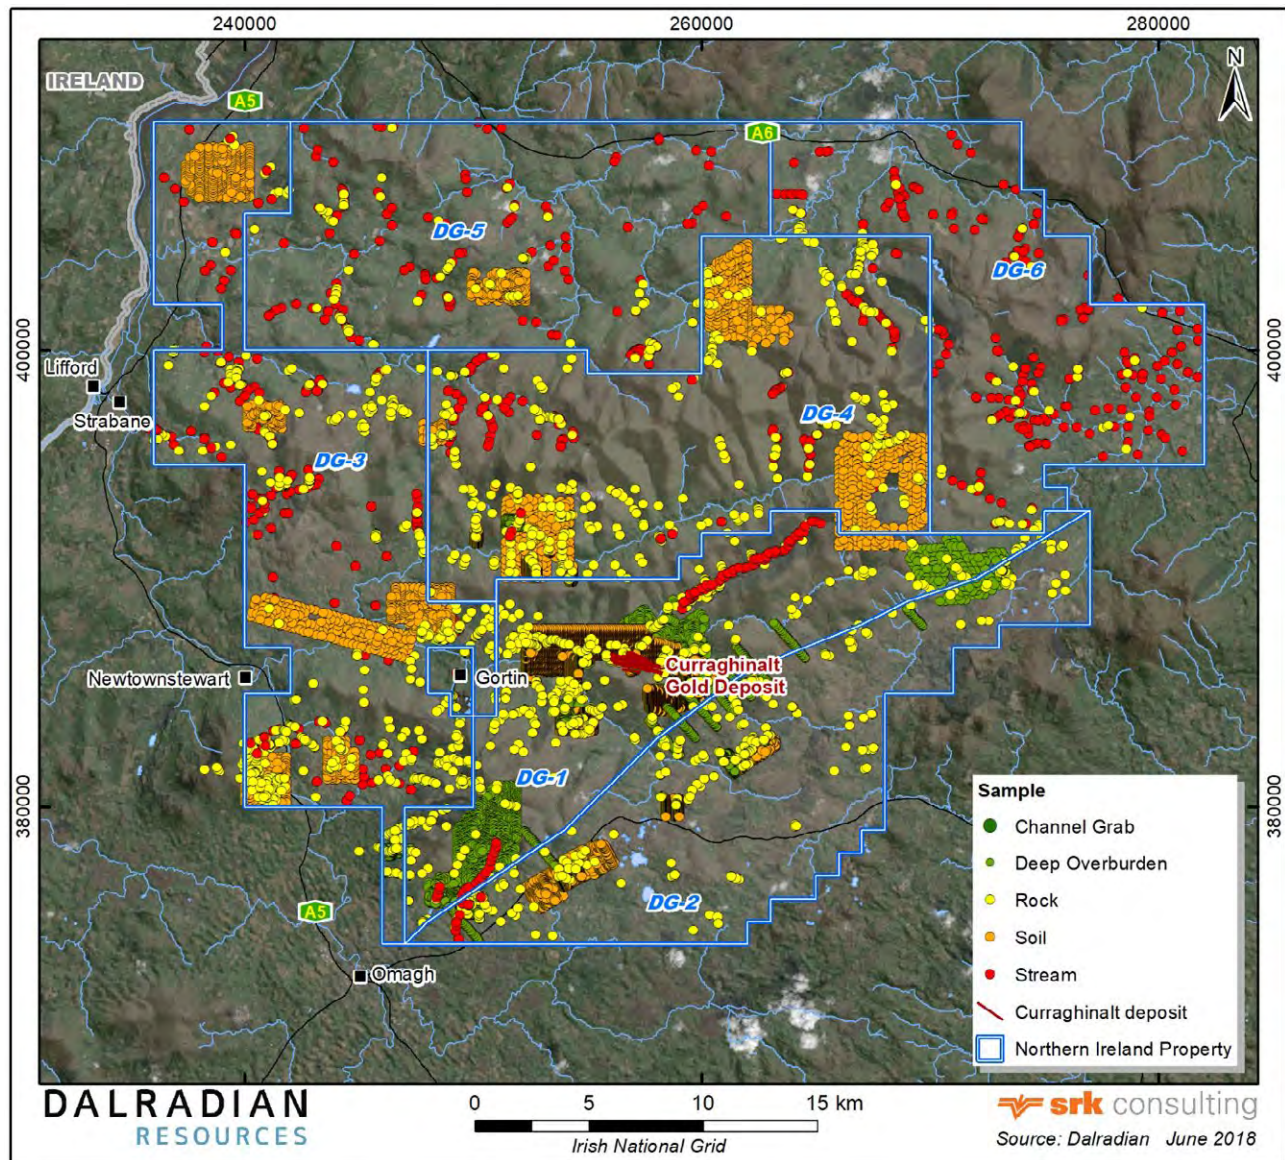 240000
260000
280000
N
IRELAND
A5
A6
DG-5
DG-6
400000
400000
Lifford
Strabane
DG-4
DG-3
Curraghinalt
Gold Deposit
Newtownstewart
Gortin
DG-1
380000
380000
DG-2
A5
Omagh
Sample
Channel Grab
Deep Overburden
Rock
Soil
Stream
Curraghinalt deposit
Northern Ireland Property
DALRADIAN
RESOURCES
0 5 10 15 km
Irish National Grid
srk consulting
Source: Dalradian June 2018